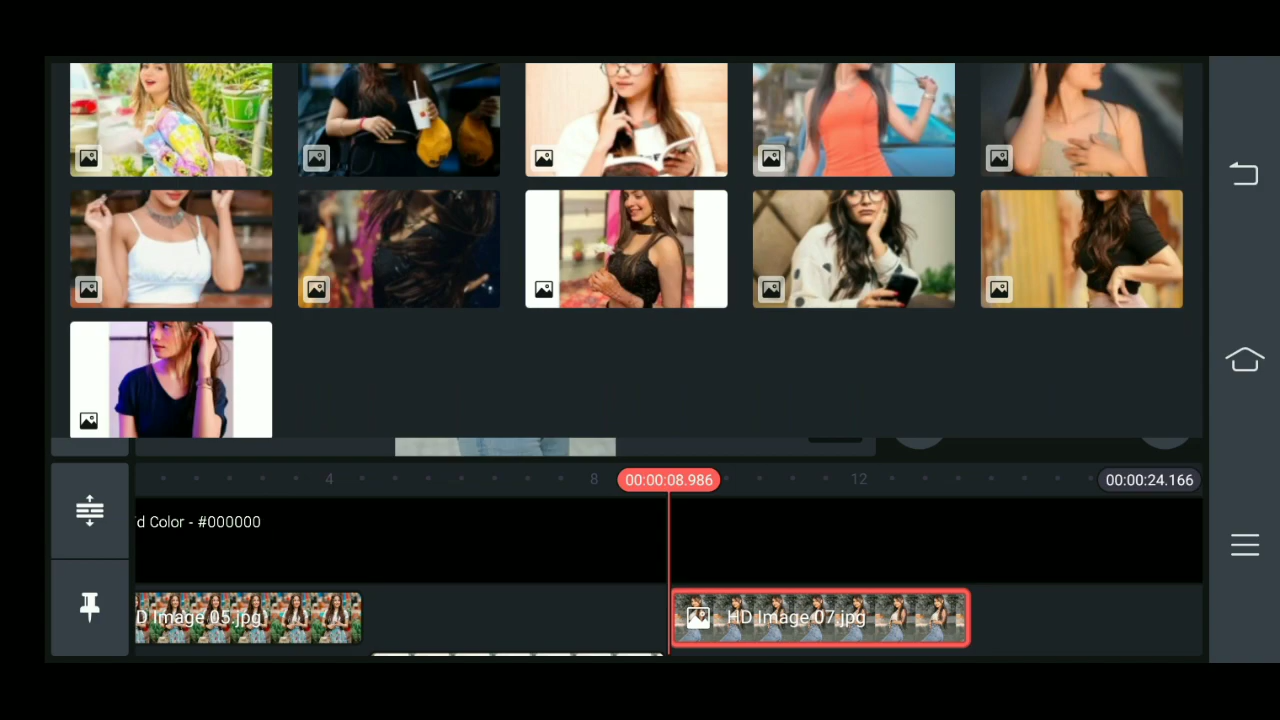 4
8
00:00:08.986
12
00:00:24.166
d Color - #000000
D Image 05.jpg
HD Image 07.jpg